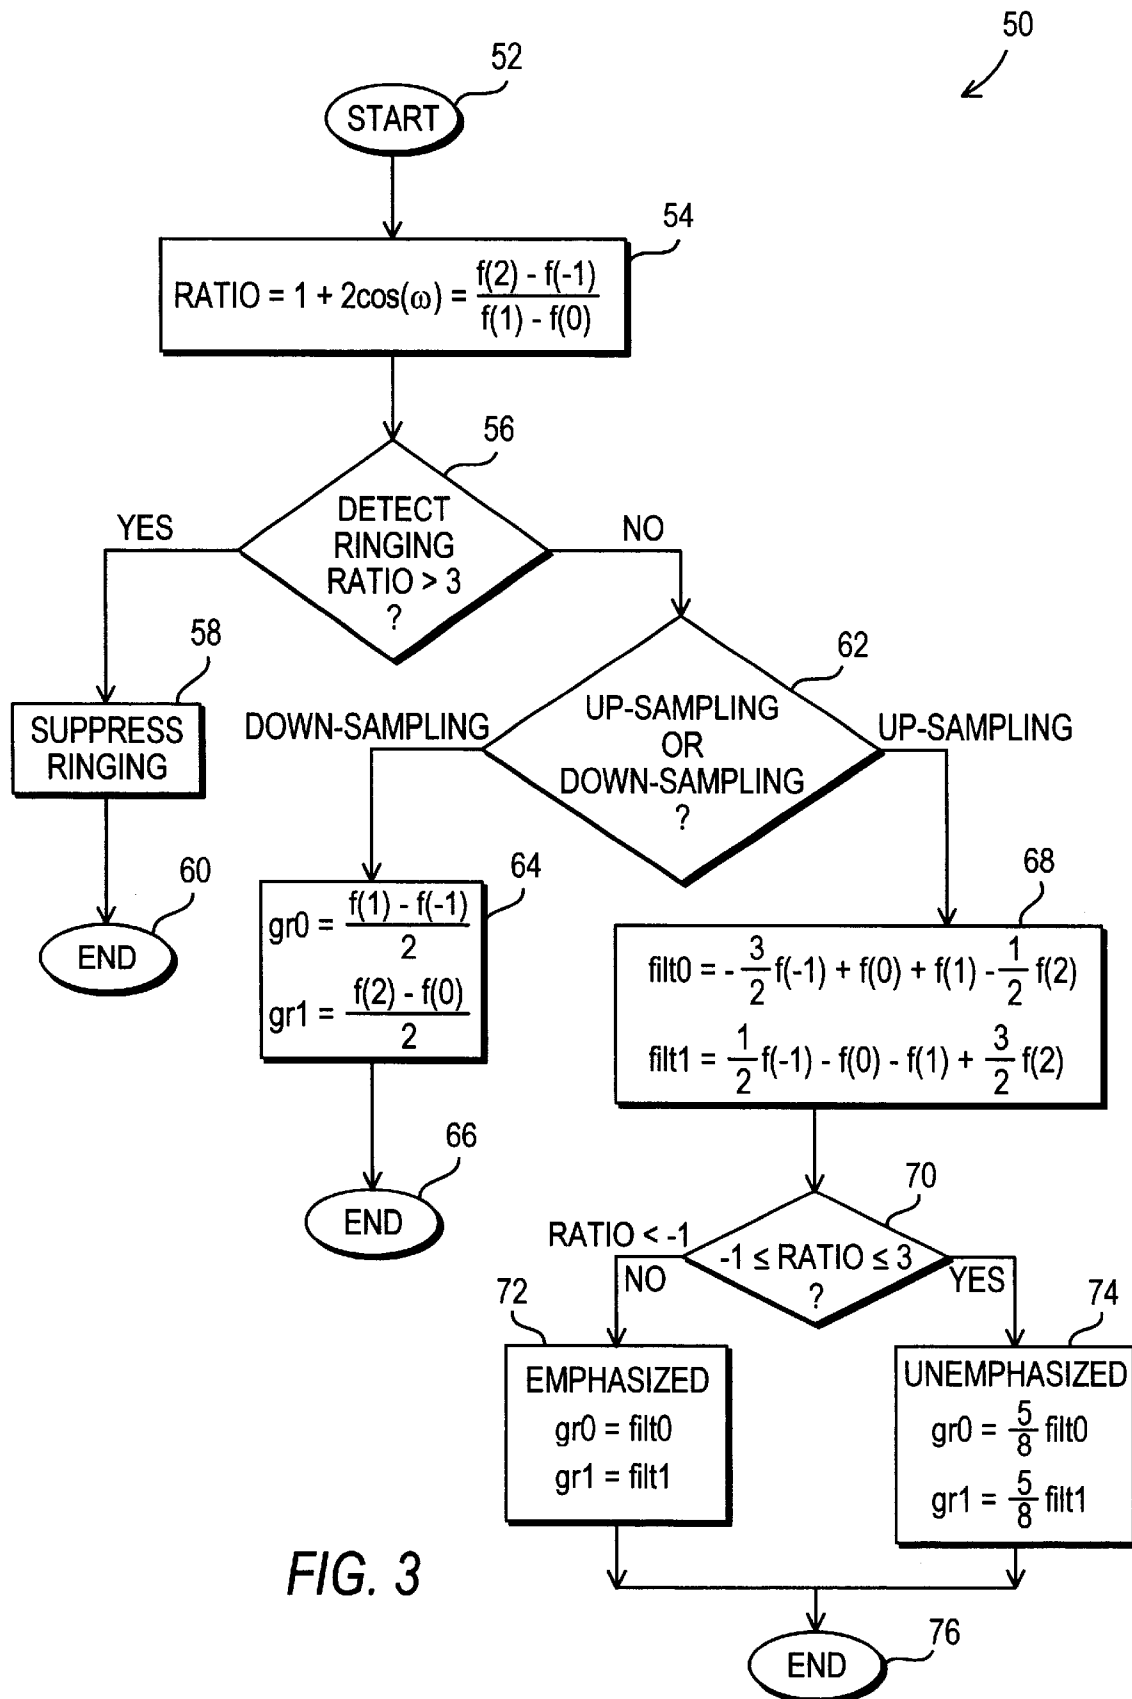 50
52
START
54
RATIO = 1 + 2cos(ω) = f(2) - f(-1) / f(1) - f(0)
56
DETECT
RINGING
RATIO > 3
?
YES
NO
58
SUPPRESS
RINGING
60
END
62
UP-SAMPLING
OR
DOWN-SAMPLING
?
DOWN-SAMPLING
UP-SAMPLING
64
gr0 = f(1) - f(-1) / 2
gr1 = f(2) - f(0) / 2
66
END
68
filt0 = - 3/2 f(-1) + f(0) + f(1) - 1/2 f(2)
filt1 = 1/2 f(-1) - f(0) - f(1) + 3/2 f(2)
70
-1 ≤ RATIO ≤ 3
?
RATIO < -1
NO
YES
72
EMPHASIZED
gr0 = filt0
gr1 = filt1
74
UNEMPHASIZED
gr0 = 5/8 filt0
gr1 = 5/8 filt1
76
END
FIG. 3